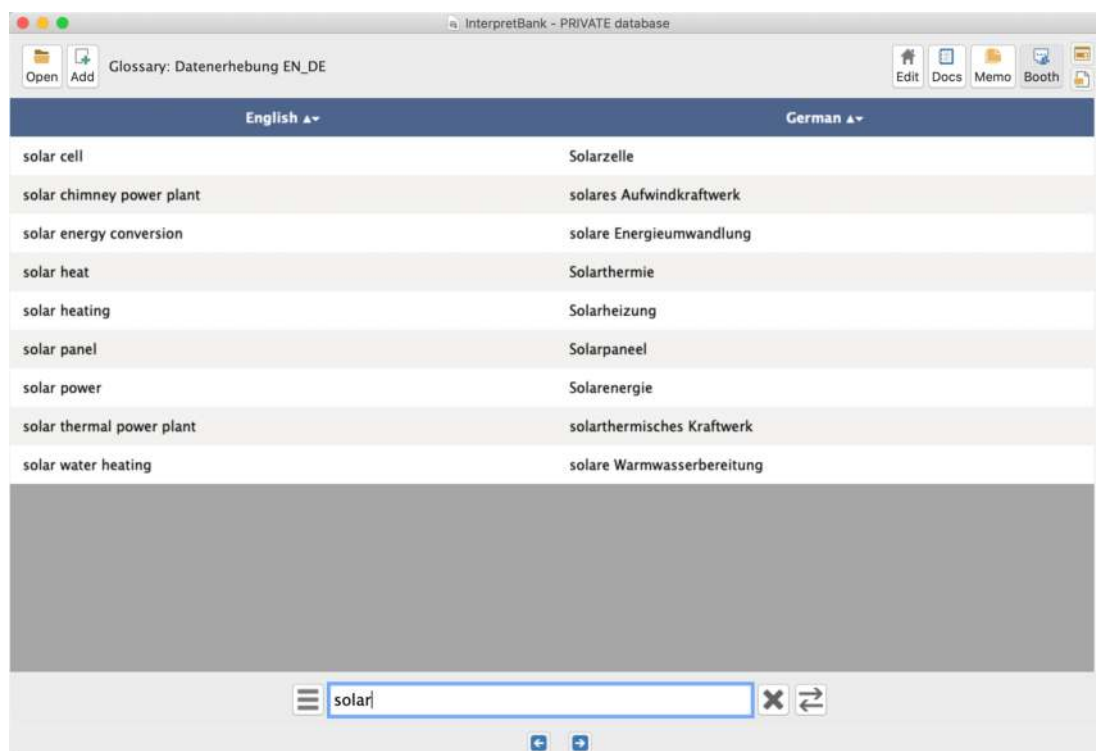 InterpretBank - PRIVATE database
Open Add Glossary: Datenerhebung EN_DE Edit Docs Memo Booth
English German
solar cell Solarzelle
solar chimney power plant solares Aufwindkraftwerk
solar energy conversion solare Energieumwandlung
solar heat Solarthermie
solar heating Solarheizung
solar panel Solarpaneel
solar power Solarenergie
solar thermal power plant solarthermisches Kraftwerk
solar water heating solare Warmwasserbereitung
solar